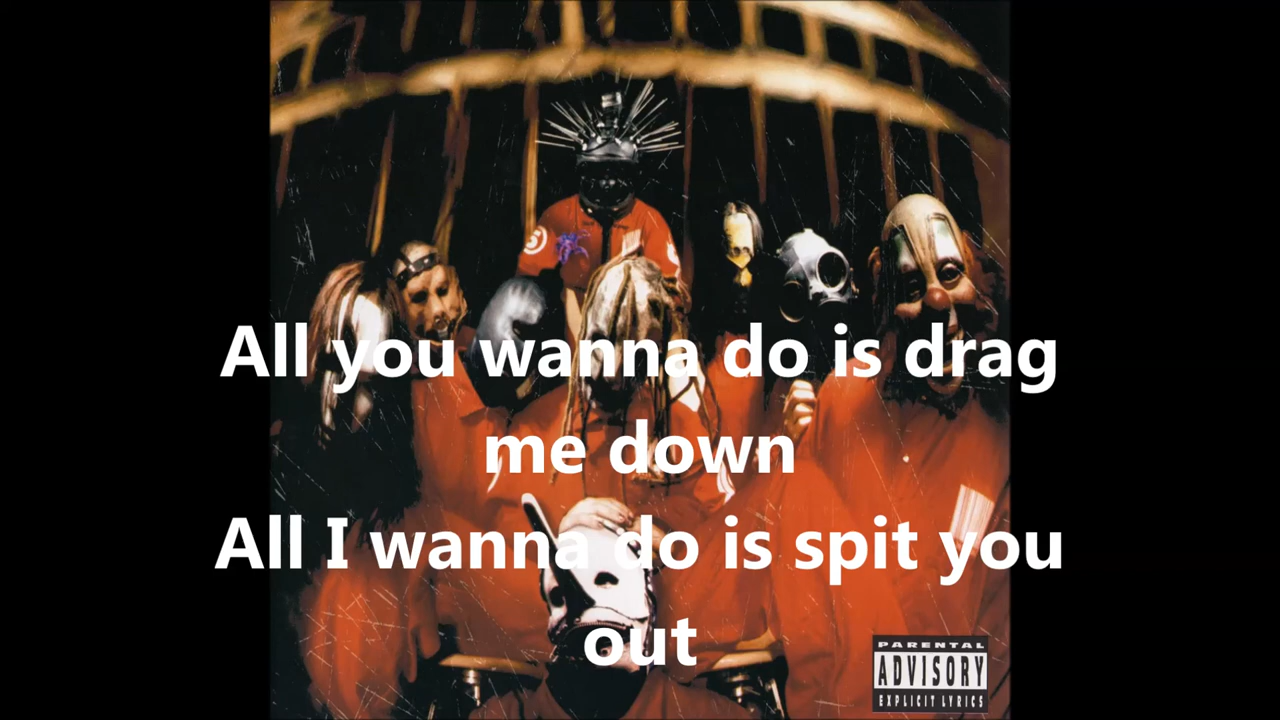 All you wanna do is drag
me down
All I wanna do is spit you
out
PARENTAL
ADVISORY
EXPLICIT LYRICS